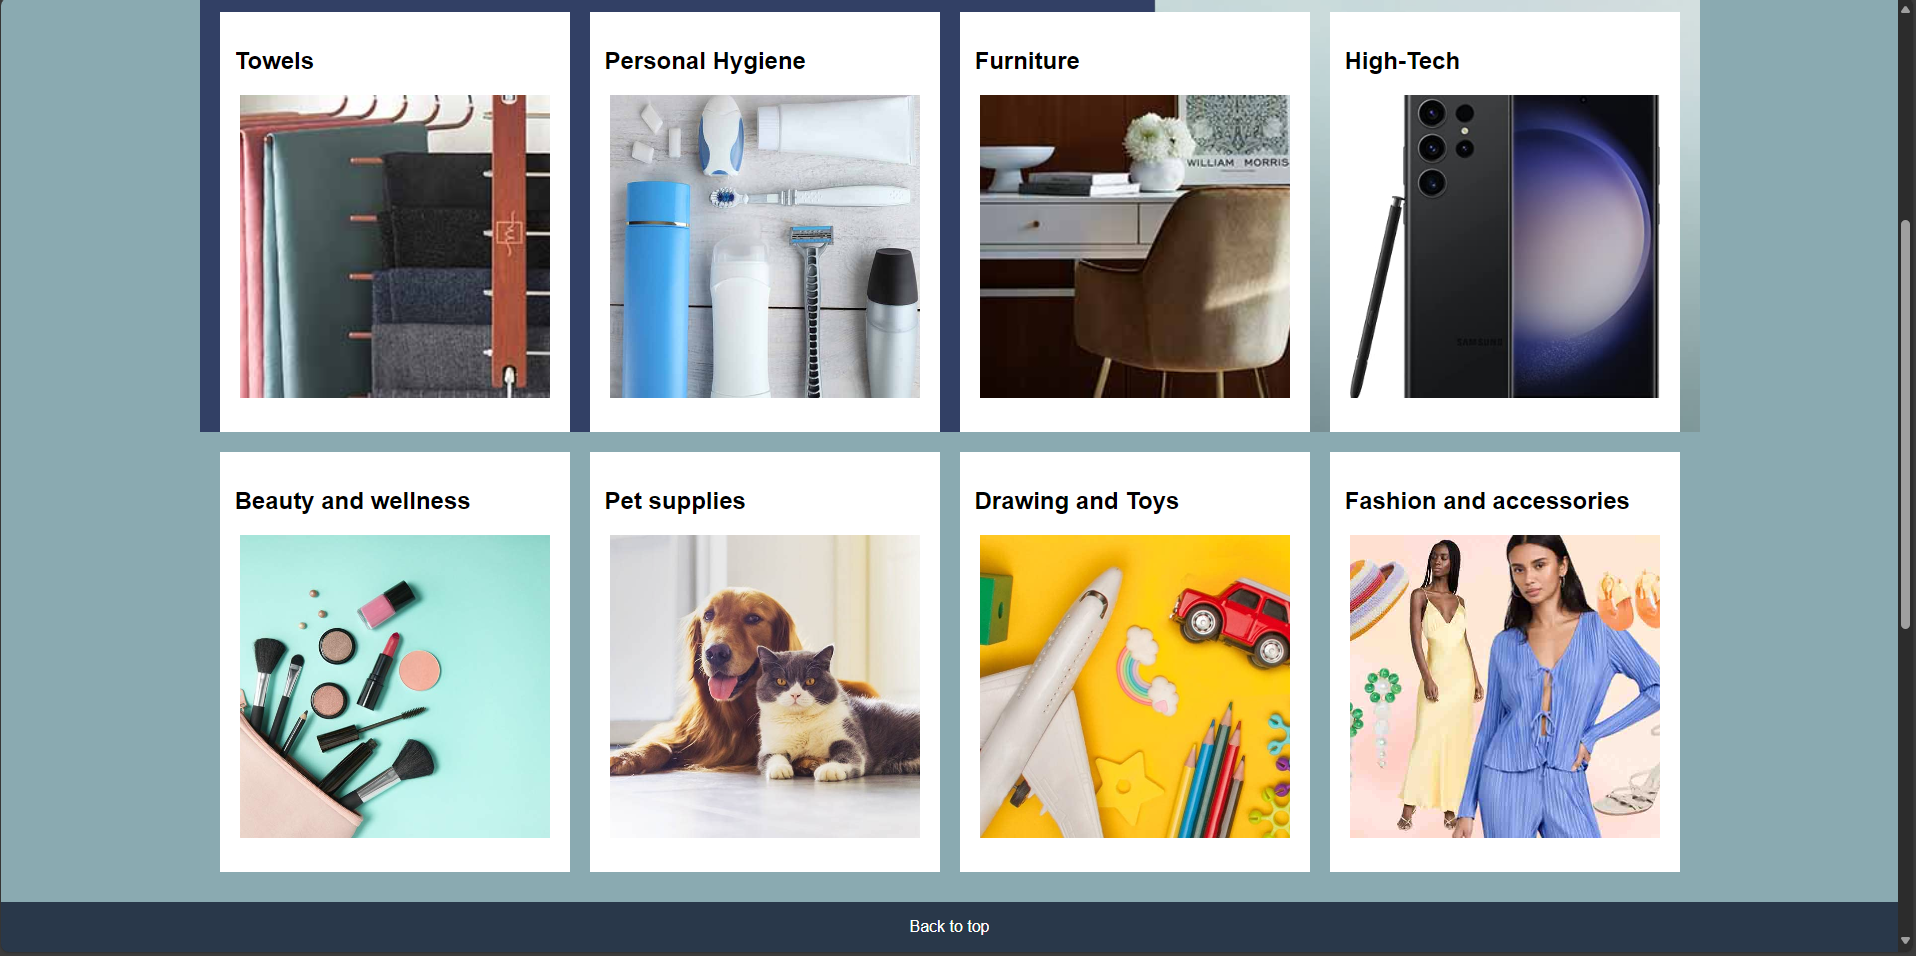 Towels
Personal Hygiene
Furniture
High-Tech
WILLIAM MORRIS
SAMSUNG
Beauty and wellness
Pet supplies
Drawing and Toys
Fashion and accessories
Back to top